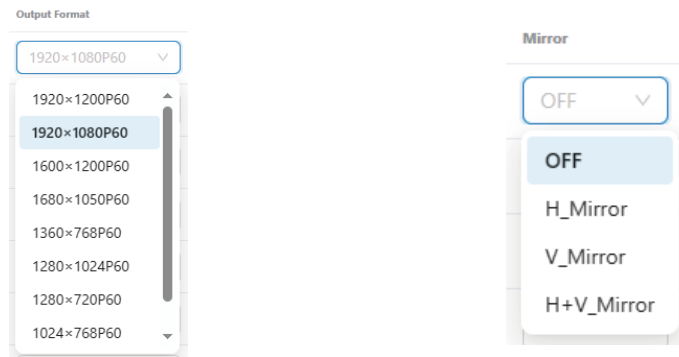 Output Format
1920×1080P60
1920×1200P60
1920×1080P60
1600×1200P60
1680×1050P60
1360×768P60
1280×1024P60
1280×720P60
1024×768P60
Mirror
OFF
OFF
H_Mirror
V_Mirror
H+V_Mirror